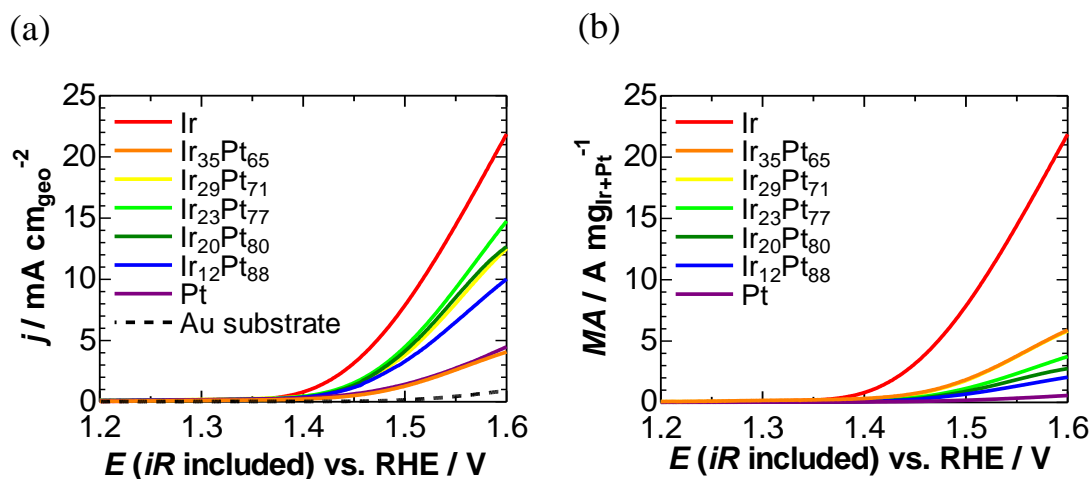 (a)
25
20
15
10
5
0
j / mA cm_geo^-2
Ir
Ir35Pt65
Ir29Pt71
Ir23Pt77
Ir20Pt80
Ir12Pt88
Pt
Au substrate
1.2 1.3 1.4 1.5 1.6
E (iR included) vs. RHE / V
(b)
25
20
15
10
5
0
MA / A mg_Ir+Pt^-1
Ir
Ir35Pt65
Ir29Pt71
Ir23Pt77
Ir20Pt80
Ir12Pt88
Pt
1.2 1.3 1.4 1.5 1.6
E (iR included) vs. RHE / V